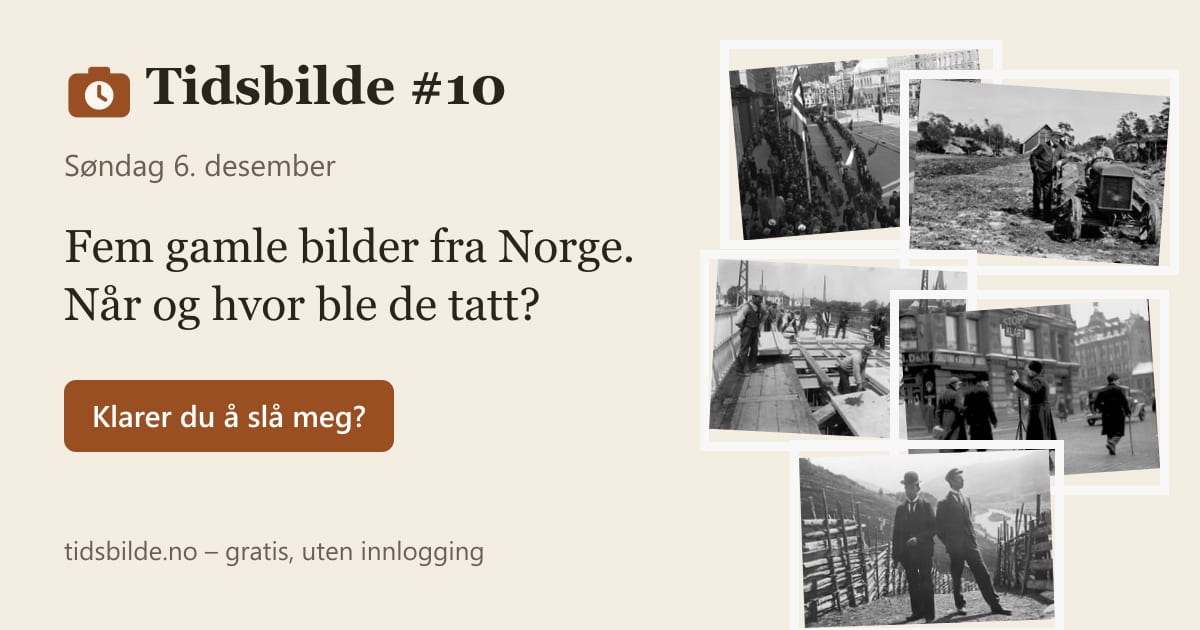 Tidsbilde #10
Søndag 6. desember
Fem gamle bilder fra Norge.
Når og hvor ble de tatt?
Klarer du å slå meg?
tidsbilde.no – gratis, uten innlogging
KLART